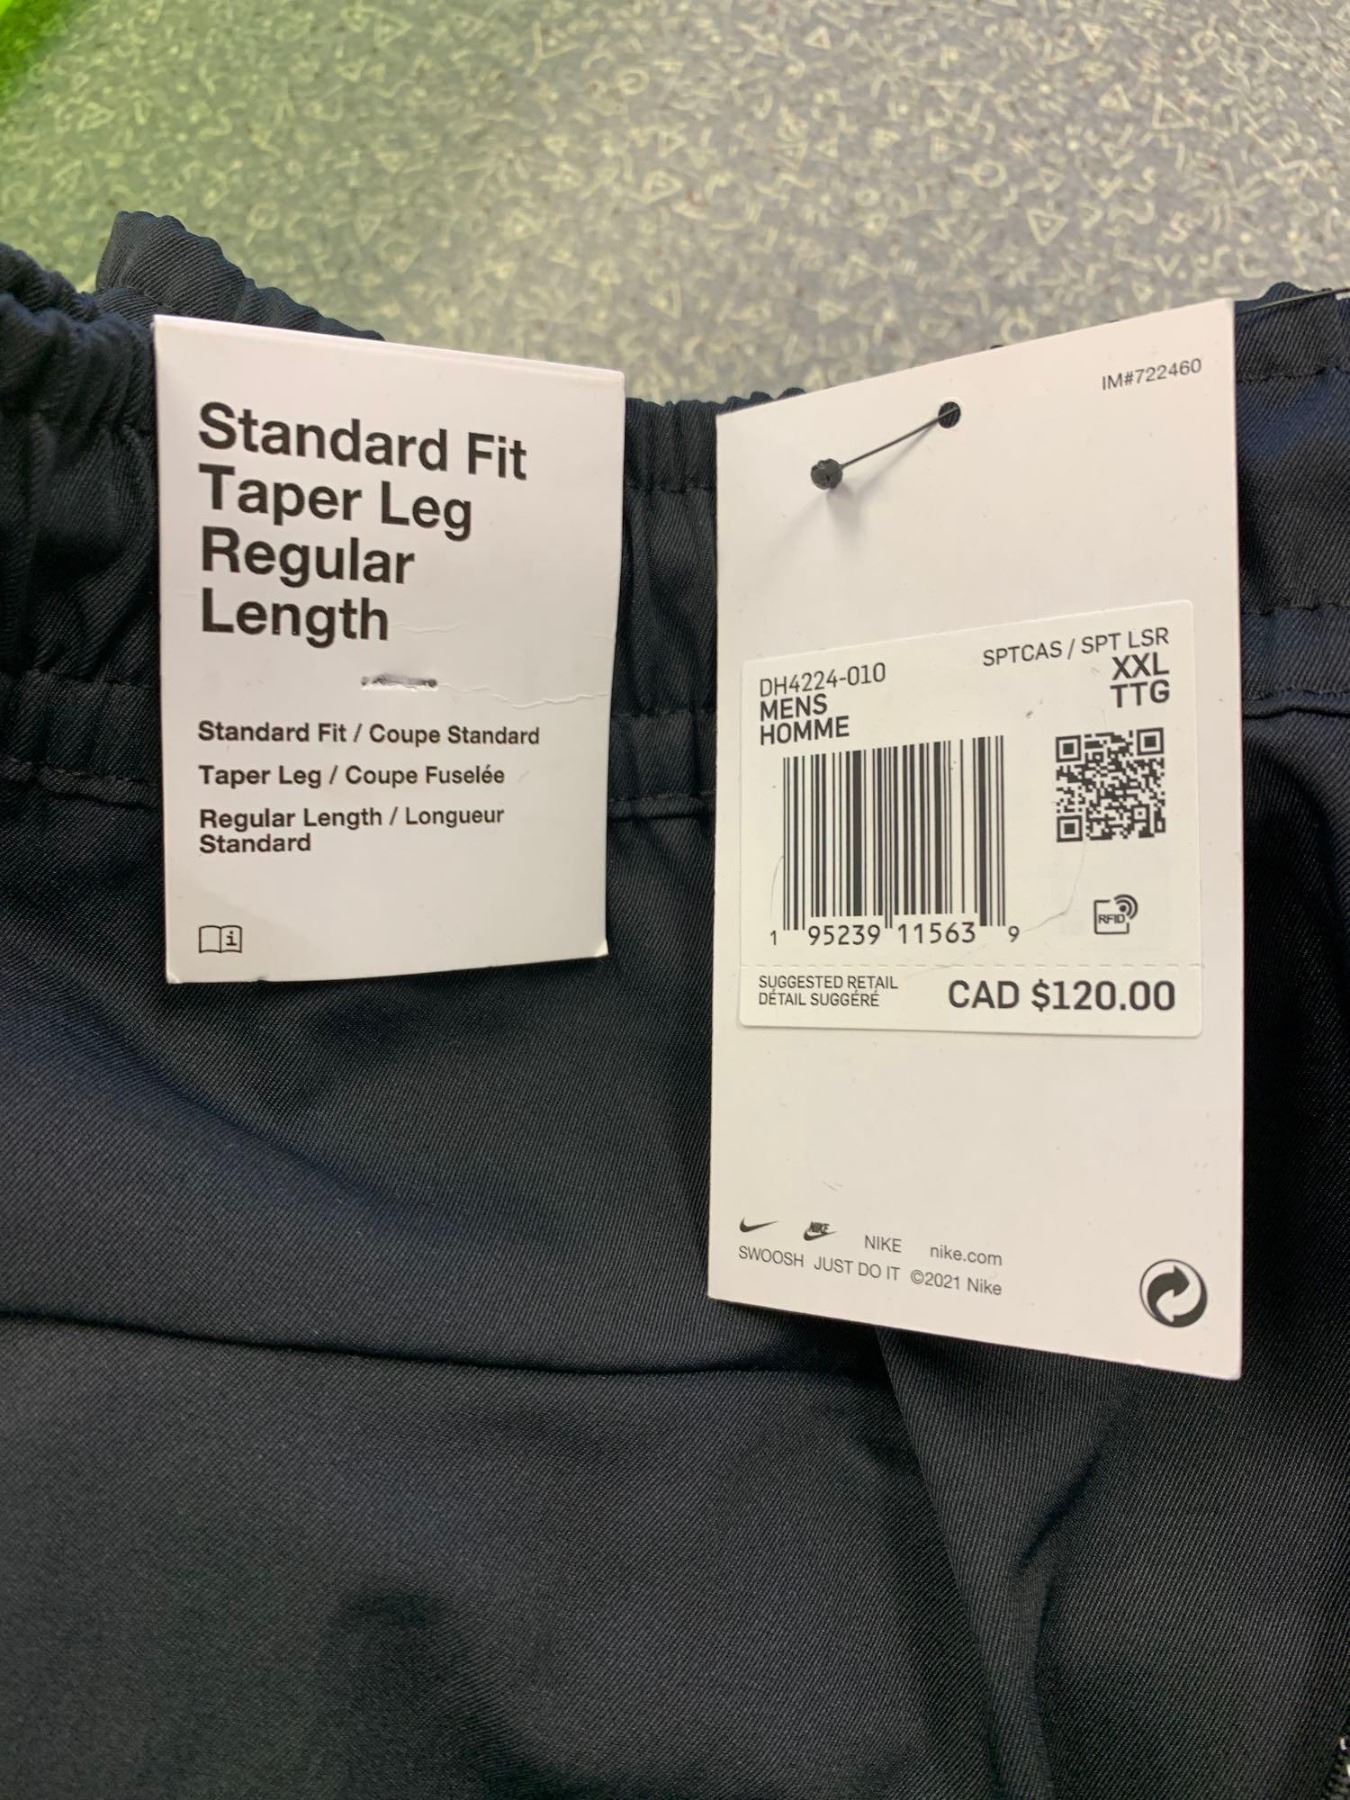 Standard Fit
Taper Leg
Regular
Length
Standard Fit / Coupe Standard
Taper Leg / Coupe Fuselée
Regular Length / Longueur
Standard
i
IM#722460
SPTCAS / SPT LSR
DH4224-010
XXL
MENS
TTG
HOMME
RFID
1 95239 11563 9
SUGGESTED RETAIL
DÉTAIL SUGGÉRÉ
CAD $120.00
NIKE NIKE nike.com
SWOOSH JUST DO IT ©2021 Nike